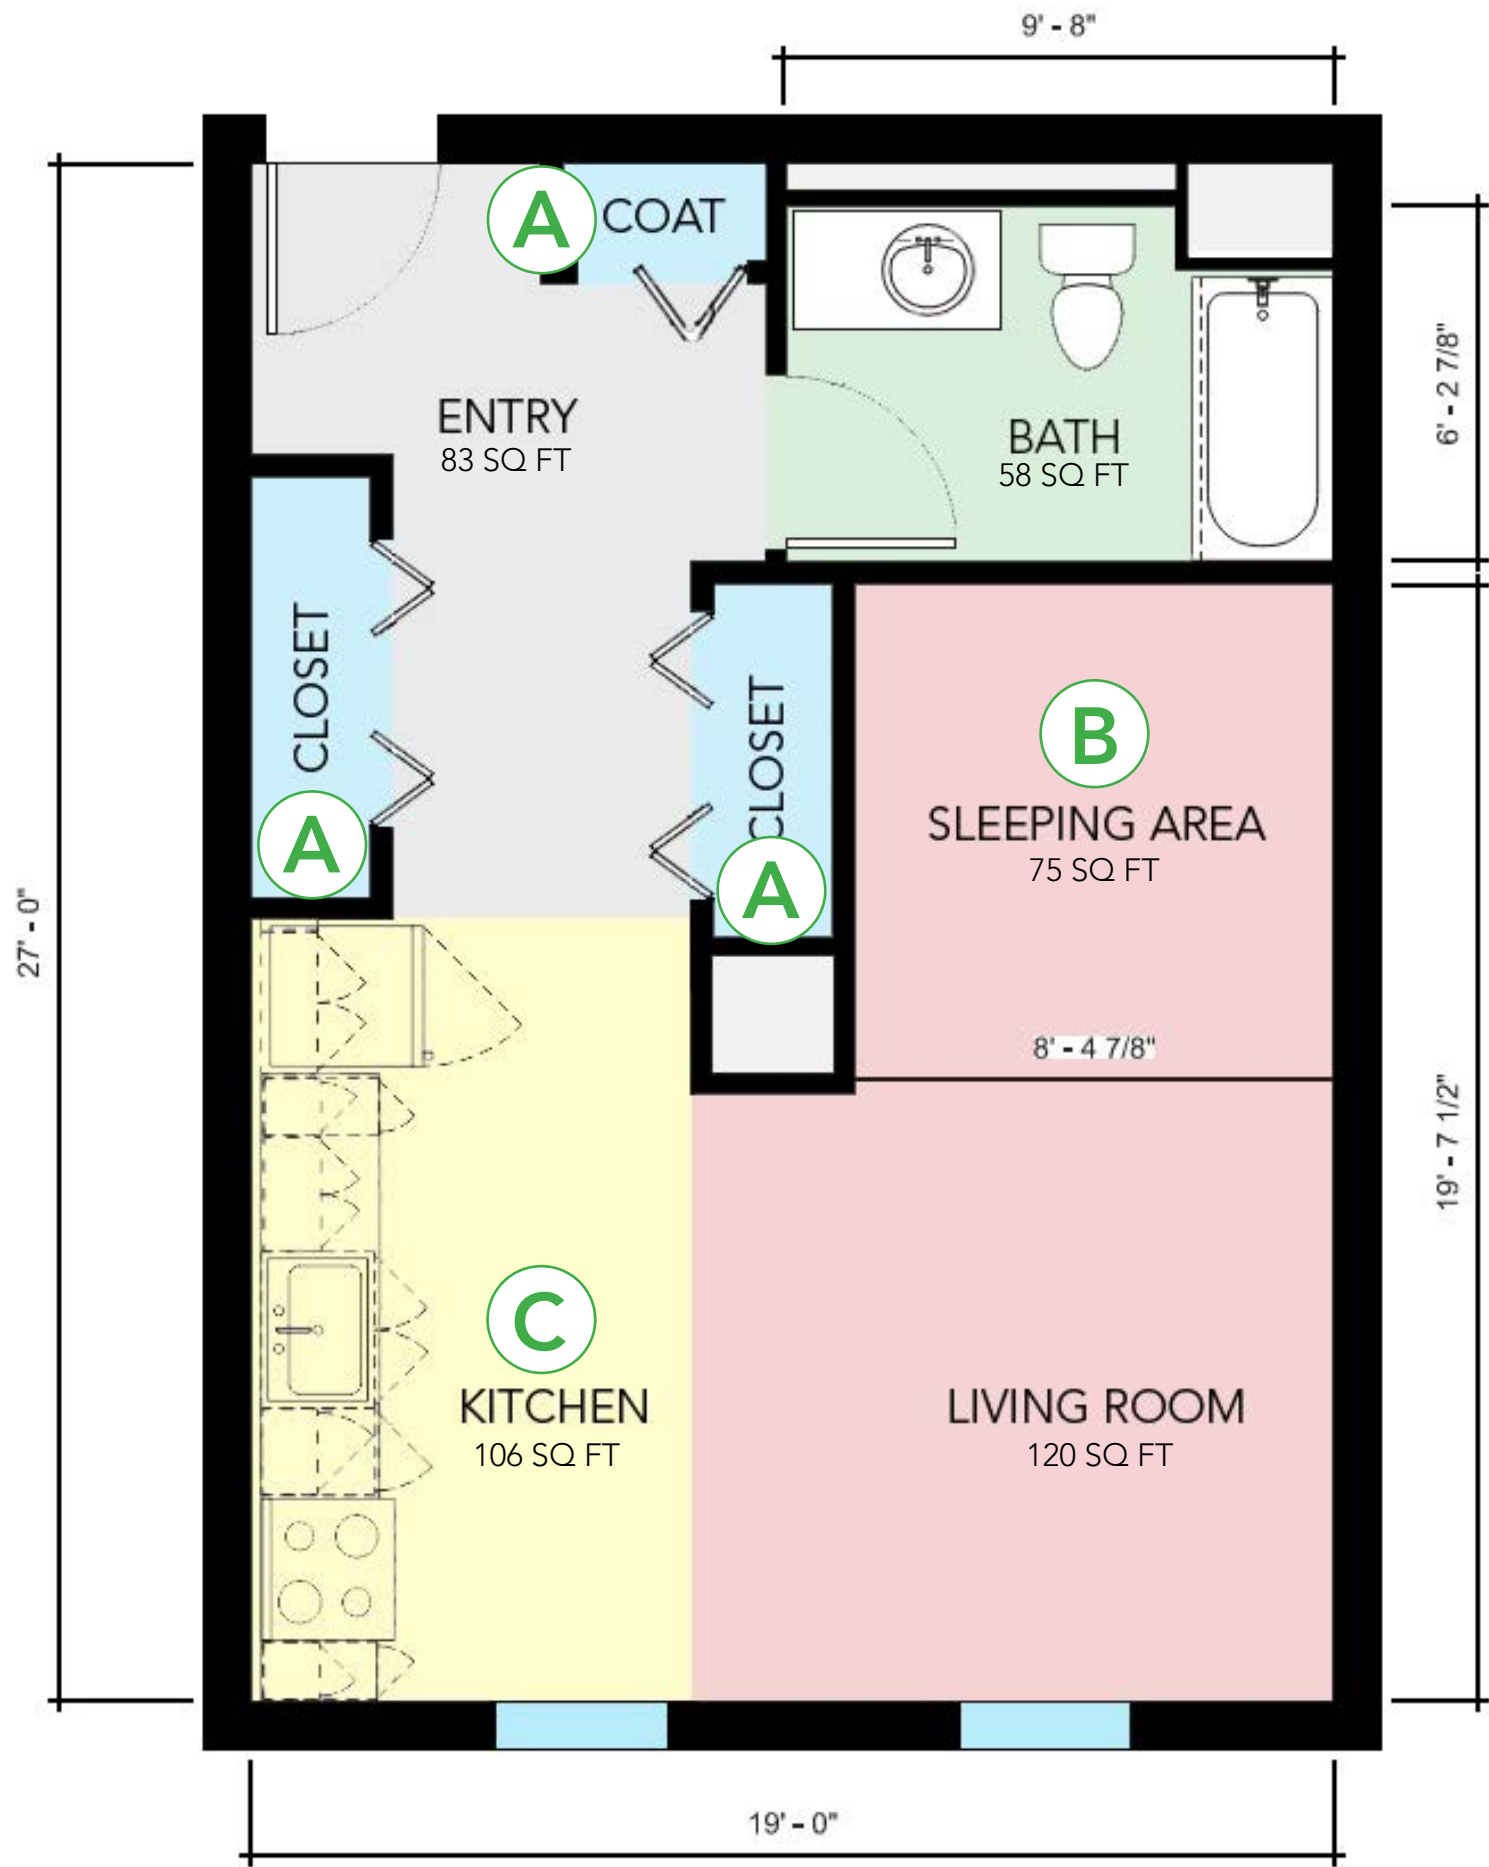 9' - 8"
A
COAT
ENTRY
83 SQ FT
BATH
58 SQ FT
6' - 2 7/8"
CLOSET
A
CLOSET
A
B
SLEEPING AREA
75 SQ FT
27' - 0"
8' - 4 7/8"
19' - 7 1/2"
C
KITCHEN
106 SQ FT
LIVING ROOM
120 SQ FT
19' - 0"